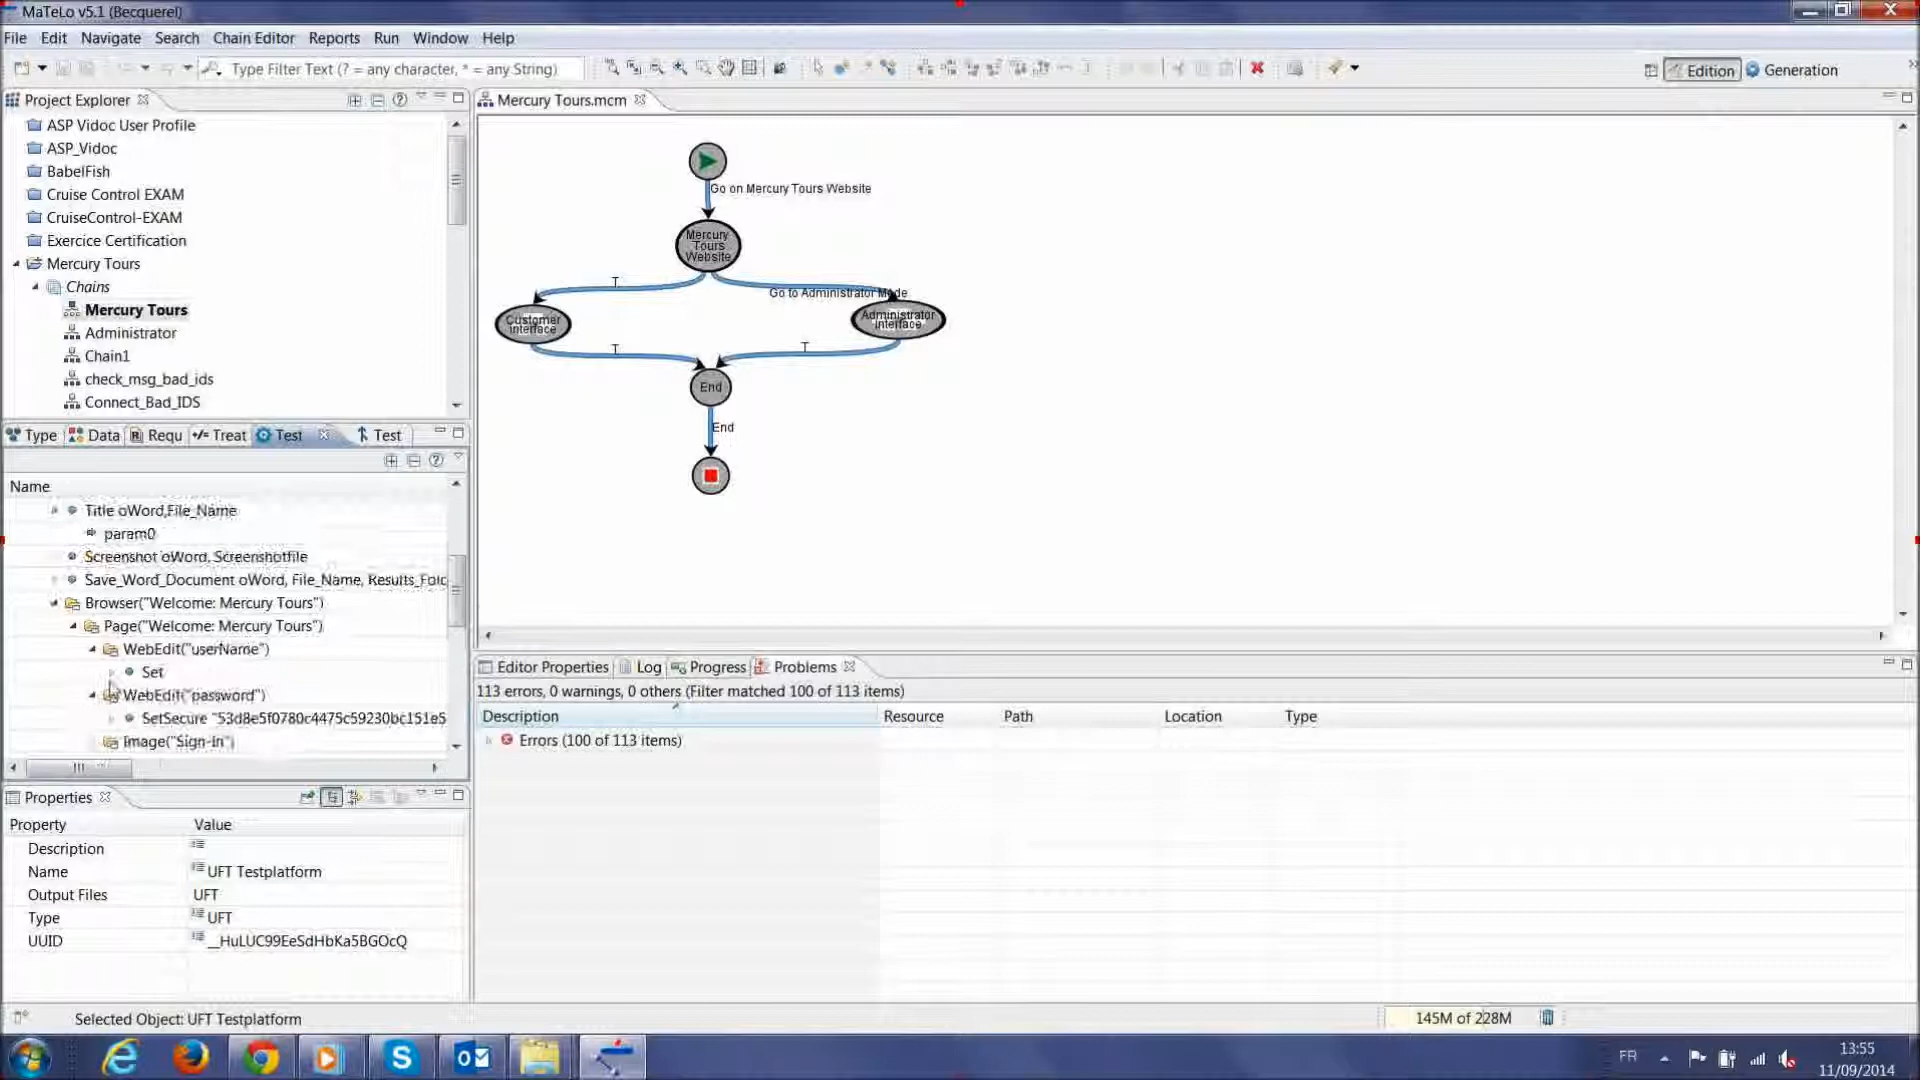 MaTeLo v5.1 (Becquerel)
File Edit Navigate Search Chain Editor Reports Run Window Help
Type Filter Text (? = any character, * = any String)
Edition Generation
Project Explorer
Mercury Tours.mcm
ASP Vidoc User Profile
ASP_Vidoc
BabelFish
Cruise Control EXAM
CruiseControl-EXAM
Exercice Certification
Mercury Tours
Chains
Mercury Tours
Administrator
Chain1
check_msg_bad_ids
Connect_Bad_IDS
Go on Mercury Tours Website
Mercury
Tours
Website
T
Go to Administrator Mode
Customer
Interface
Administrator
Interface
T
T
End
End
Type Data Requ Treat Test Test
Name
Title oWord,File_Name
param0
Screenshot oWord, Screenshotfile
Save_Word_Document oWord, File_Name, Results_Folc
Browser("Welcome: Mercury Tours")
Page("Welcome: Mercury Tours")
WebEdit("userName")
Set
WebEdit("password")
SetSecure "53d8e5f0780c4475c59230bc151e5
Image("Sign-In")
Editor Properties Log Progress Problems
113 errors, 0 warnings, 0 others (Filter matched 100 of 113 items)
Description Resource Path Location Type
Errors (100 of 113 items)
Properties
Property Value
Description
Name UFT Testplatform
Output Files UFT
Type UFT
UUID __HuLUC99EeSdHbKa5BGOcQ
Selected Object: UFT Testplatform
145M of 228M
FR
13:55
11/09/2014